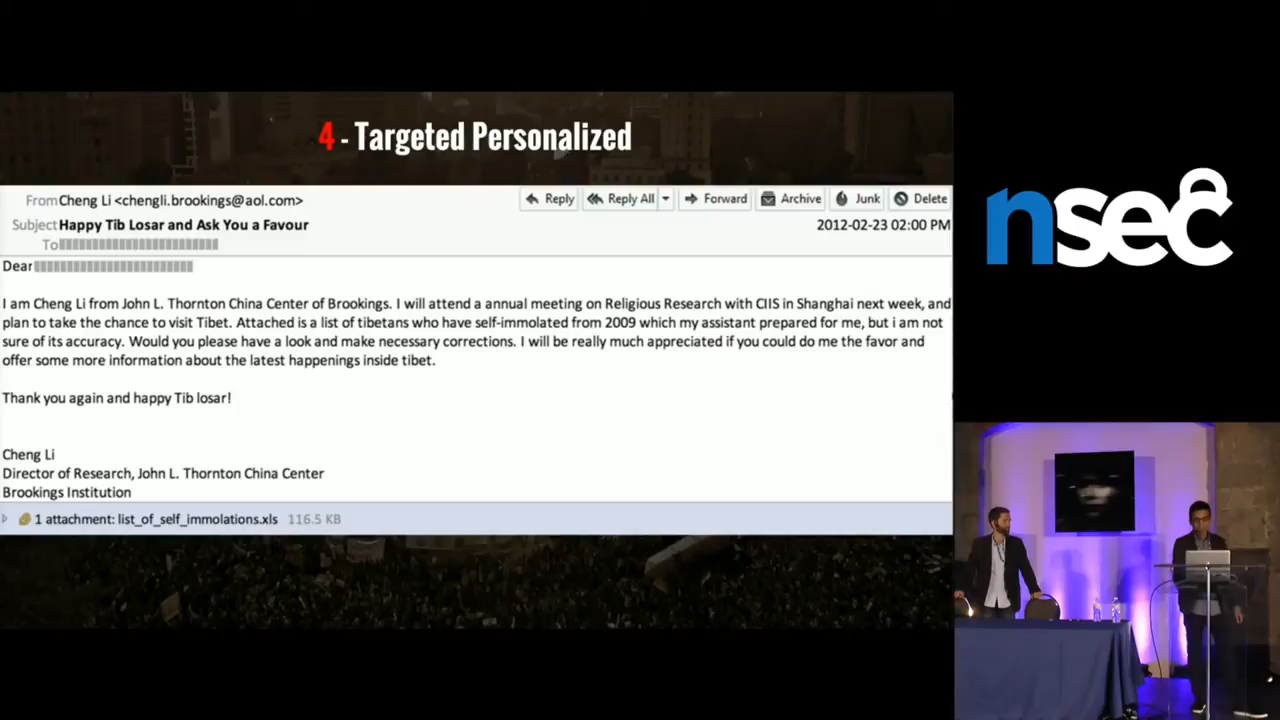 4 - Targeted Personalized
From Cheng Li <chengli.brookings@aol.com>
Reply
Reply All
Forward
Archive
Junk
Delete
Subject Happy Tib Losar and Ask You a Favour
2012-02-23 02:00 PM
To
Dear
I am Cheng Li from John L. Thornton China Center of Brookings. I will attend a annual meeting on Religious Research with CIIS in Shanghai next week, and
plan to take the chance to visit Tibet. Attached is a list of tibetans who have self-immolated from 2009 which my assistant prepared for me, but i am not
sure of its accuracy. Would you please have a look and make necessary corrections. I will be really much appreciated if you could do me the favor and
offer some more information about the latest happenings inside tibet.
Thank you again and happy Tib losar!
Cheng Li
Director of Research, John L. Thornton China Center
Brookings Institution
1 attachment: list_of_self_immolations.xls 116.5 KB
nsec